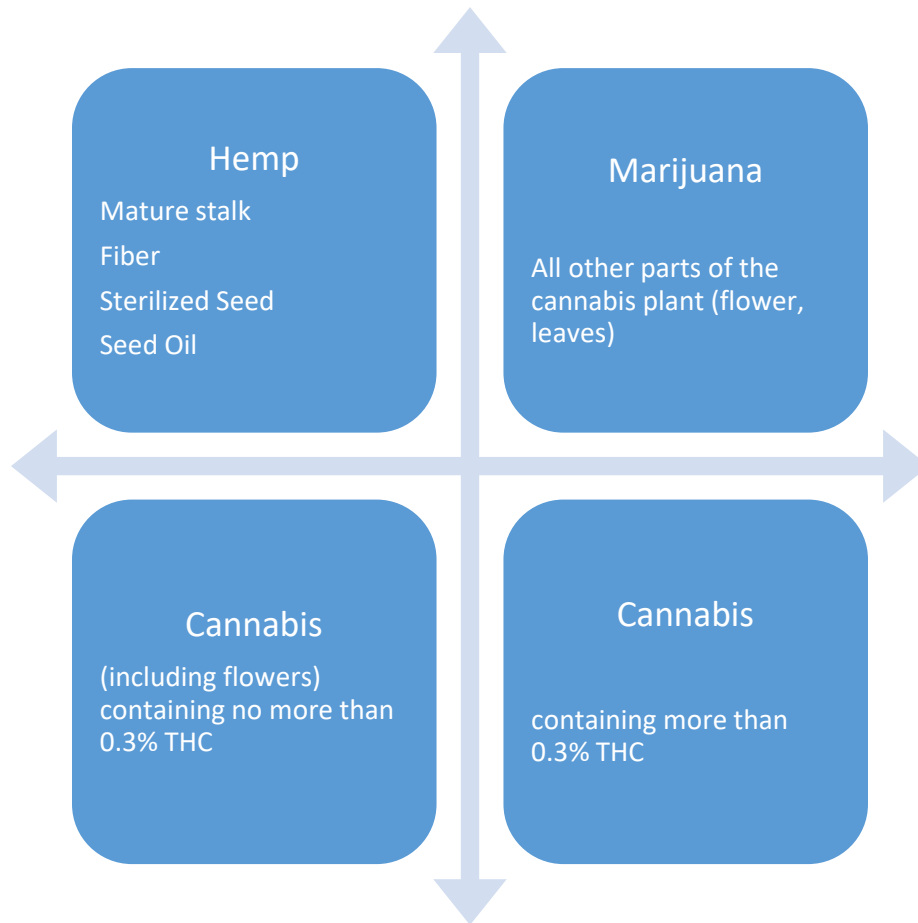 Hemp
Mature stalk
Fiber
Sterilized Seed
Seed Oil
Marijuana
All other parts of the
cannabis plant (flower,
leaves)
Cannabis
(including flowers)
containing no more than
0.3% THC
Cannabis
containing more than
0.3% THC